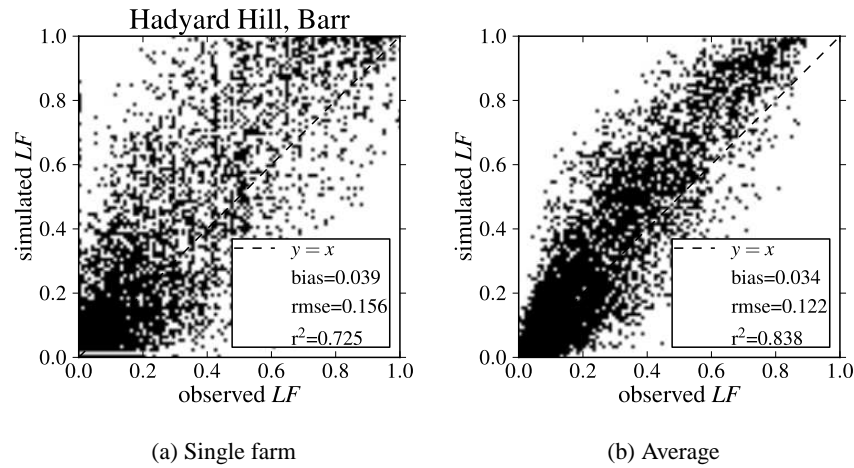 Hadyard Hill, Barr
1.0
0.8
0.6
0.4
0.2
0.0
simulated LF
y = x
bias=0.039
rmse=0.156
r²=0.725
0.0 0.2 0.4 0.6 0.8 1.0
observed LF
(a) Single farm
1.0
0.8
0.6
0.4
0.2
0.0
simulated LF
y = x
bias=0.034
rmse=0.122
r²=0.838
0.0 0.2 0.4 0.6 0.8 1.0
observed LF
(b) Average